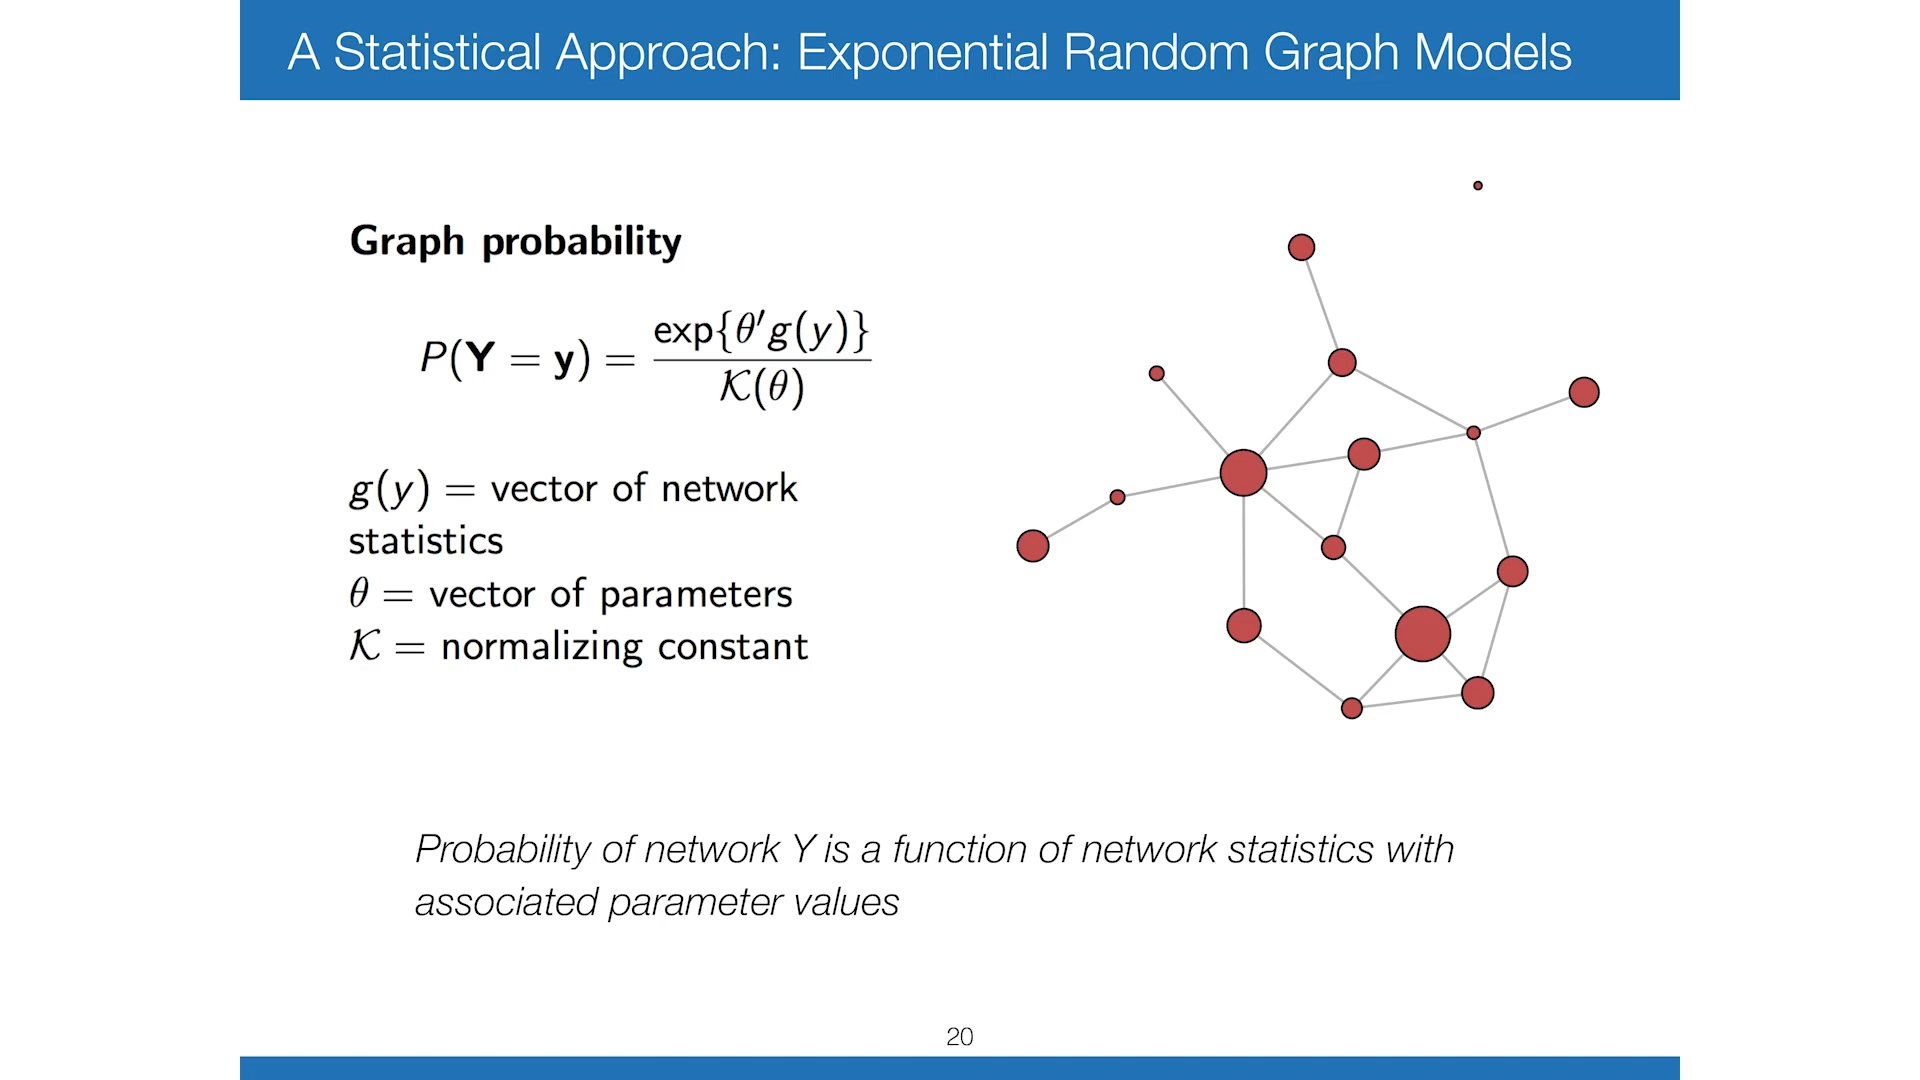 A Statistical Approach: Exponential Random Graph Models
Graph probability
P(Y = y) = exp{θ′g(y)} / 𝒦(θ)
g(y) = vector of network
statistics
θ = vector of parameters
𝒦 = normalizing constant
Probability of network Y is a function of network statistics with
associated parameter values
20